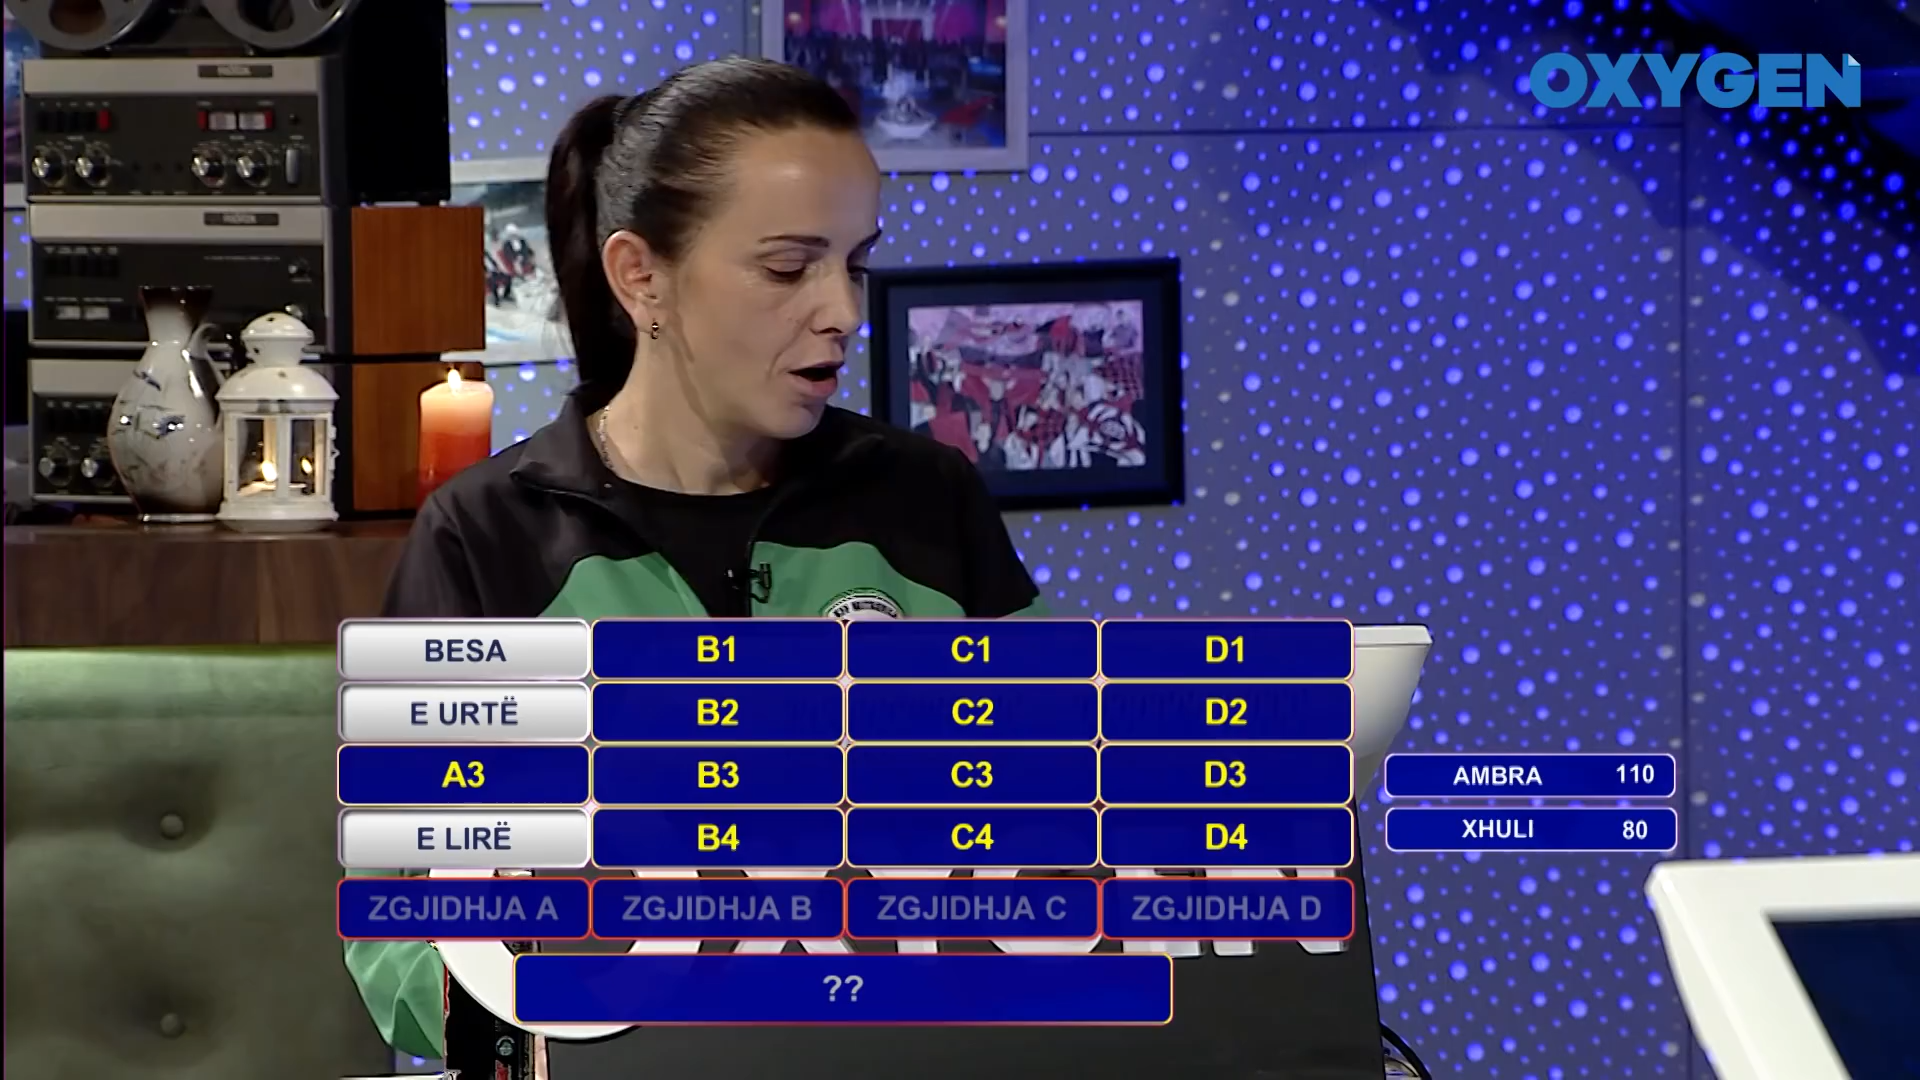 OXYGEN
BESA B1 C1 D1
E URTË B2 C2 D2
A3 B3 C3 D3
E LIRË B4 C4 D4
ZGJIDHJA A ZGJIDHJA B ZGJIDHJA C ZGJIDHJA D
??
AMBRA 110
XHULI 80